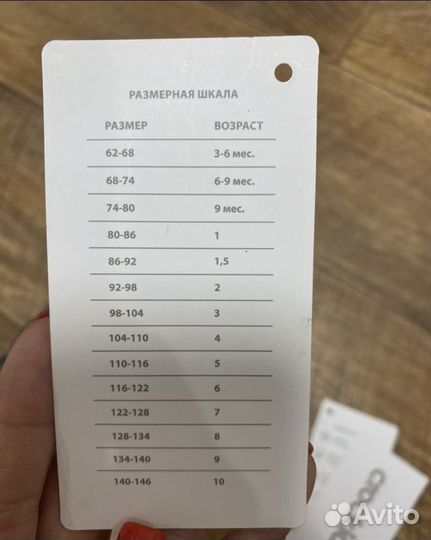 РАЗМЕРНАЯ ШКАЛА
РАЗМЕР ВОЗРАСТ
62-68 3-6 мес.
68-74 6-9 мес.
74-80 9 мес.
80-86 1
86-92 1,5
92-98 2
98-104 3
104-110 4
110-116 5
116-122 6
122-128 7
128-134 8
134-140 9
140-146 10
Avito